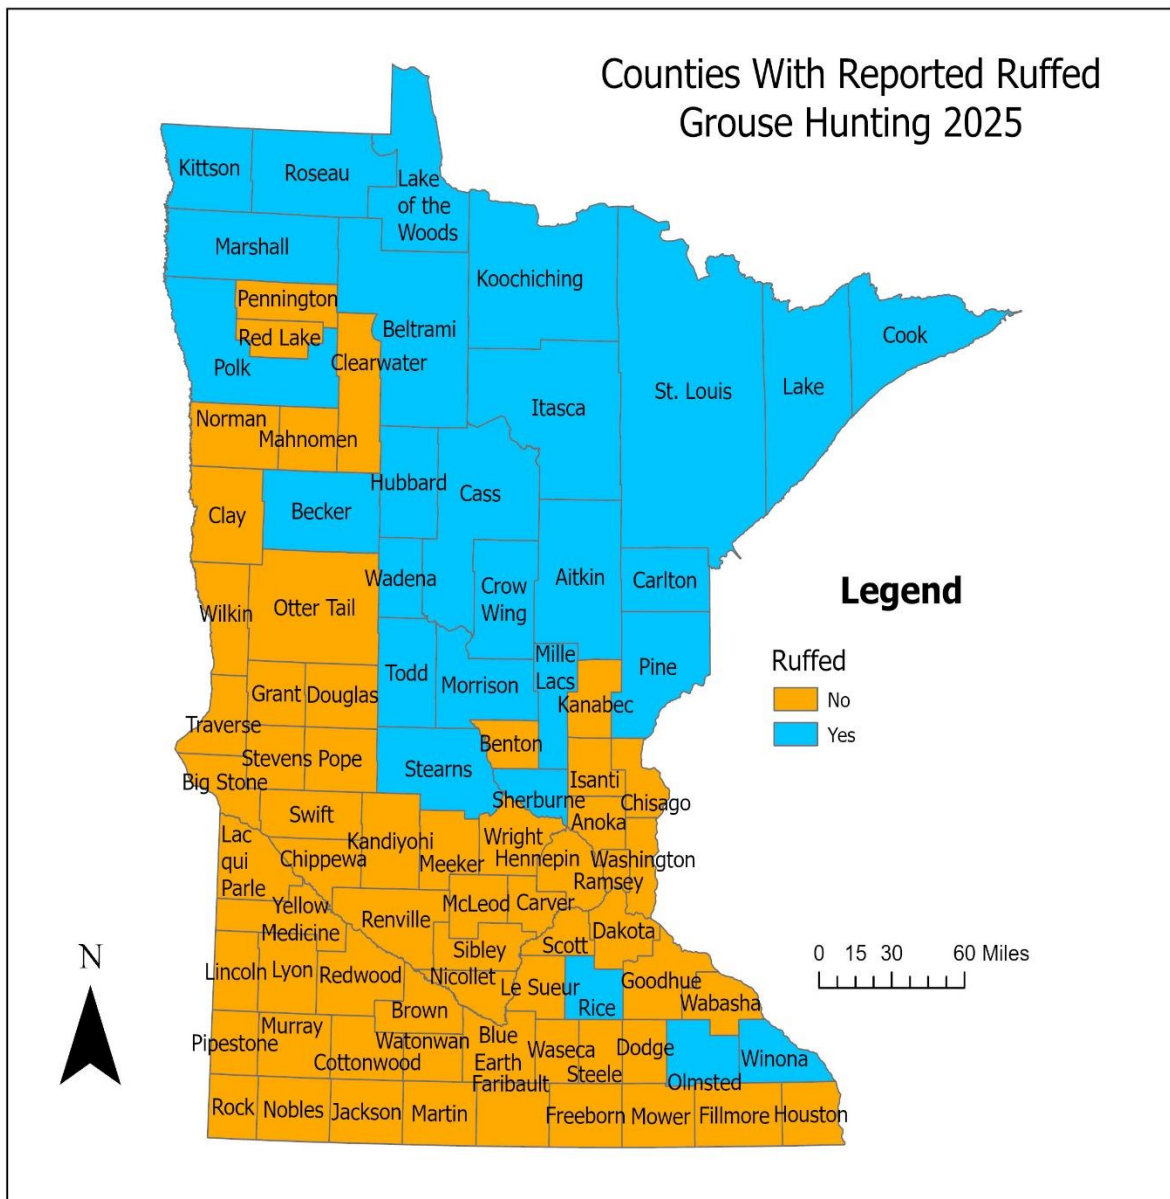 Counties With Reported Ruffed
Grouse Hunting 2025
Kittson
Roseau
Lake
of the
Woods
Marshall
Koochiching
Pennington
Beltrami
Red Lake
Cook
Polk
Clearwater
St. Louis
Lake
Itasca
Norman
Mahnomen
Hubbard
Cass
Clay
Becker
Wadena
Crow
Wing
Aitkin
Carlton
Legend
Wilkin
Otter Tail
Mille
Lacs
Pine
Ruffed
No
Yes
Todd
Morrison
Kanabec
Grant
Douglas
Traverse
Benton
Stevens
Pope
Stearns
Isanti
Big Stone
Sherburne
Chisago
Swift
Anoka
Lac
qui
Parle
Kandiyohi
Wright
Chippewa
Meeker
Hennepin
Washington
Ramsey
Yellow
Medicine
Renville
McLeod
Carver
Dakota
Sibley
Scott
N
0 15 30 60 Miles
Lincoln
Lyon
Redwood
Nicollet
Le Sueur
Goodhue
Rice
Wabasha
Brown
Murray
Pipestone
Cottonwood
Watonwan
Blue
Earth
Waseca
Steele
Dodge
Olmsted
Winona
Faribault
Rock
Nobles
Jackson
Martin
Freeborn
Mower
Fillmore
Houston